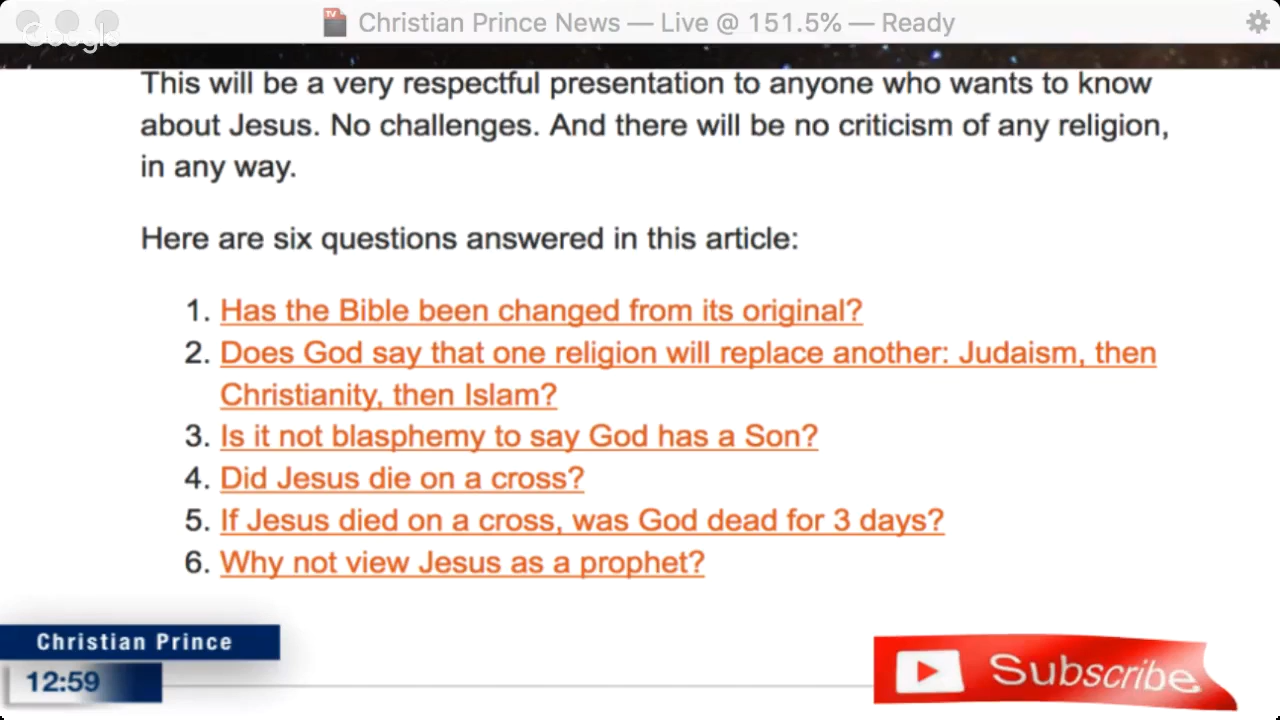 Christian Prince News — Live @ 151.5% — Ready
Google
This will be a very respectful presentation to anyone who wants to know
about Jesus. No challenges. And there will be no criticism of any religion,
in any way.
Here are six questions answered in this article:
1. Has the Bible been changed from its original?
2. Does God say that one religion will replace another: Judaism, then
Christianity, then Islam?
3. Is it not blasphemy to say God has a Son?
4. Did Jesus die on a cross?
5. If Jesus died on a cross, was God dead for 3 days?
6. Why not view Jesus as a prophet?
Christian Prince
12:59
Subscribe